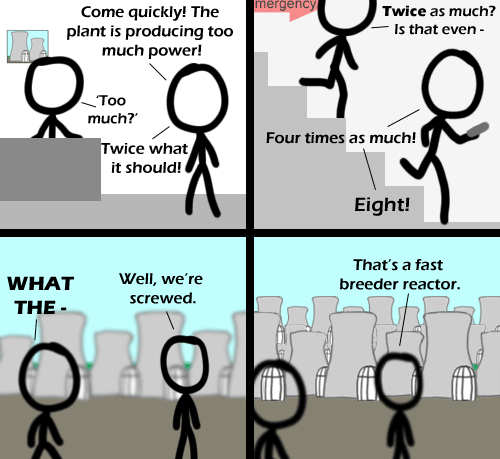 Come quickly! The
plant is producing too
much power!
'Too
much?'
Twice what
it should!
mergency
Twice as much?
Is that even -
Four times as much!
Eight!
WHAT
THE -
Well, we're
screwed.
That's a fast
breeder reactor.